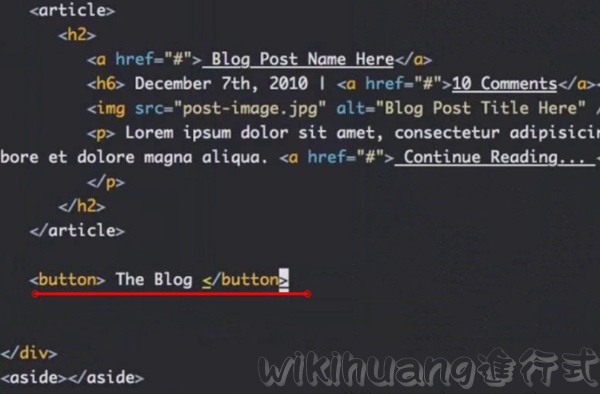 <article>
<h2>
<a href="#"> Blog Post Name Here</a>
<h6> December 7th, 2010 | <a href="#">10 Comments</a>
<img src="post-image.jpg" alt="Blog Post Title Here" /
<p> Lorem ipsum dolor sit amet, consectetur adipisicin
bore et dolore magna aliqua. <a href="#"> Continue Reading... <
</p>
</h2>
</article>
<button> The Blog </button>
</div>
<aside></aside>
wikihuang進行式